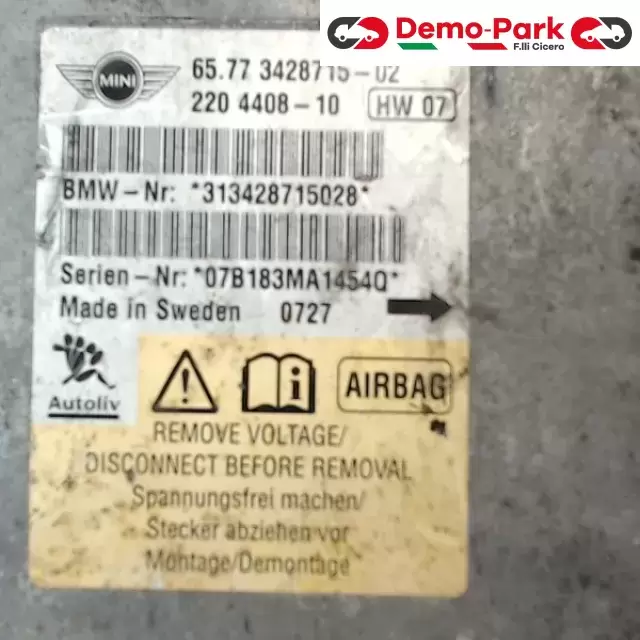 Demo-Park
F.lli Cicero
MINI
65.77 3428715-02
220 4408-10 HW 07
BMW-Nr: *313428715028*
Serien-Nr: *07B183MA1454Q*
Made in Sweden 0727
Autoliv
AIRBAG
REMOVE VOLTAGE/
DISCONNECT BEFORE REMOVAL
Spannungsfrei machen/
Stecker abziehen vor
Montage/Demontage